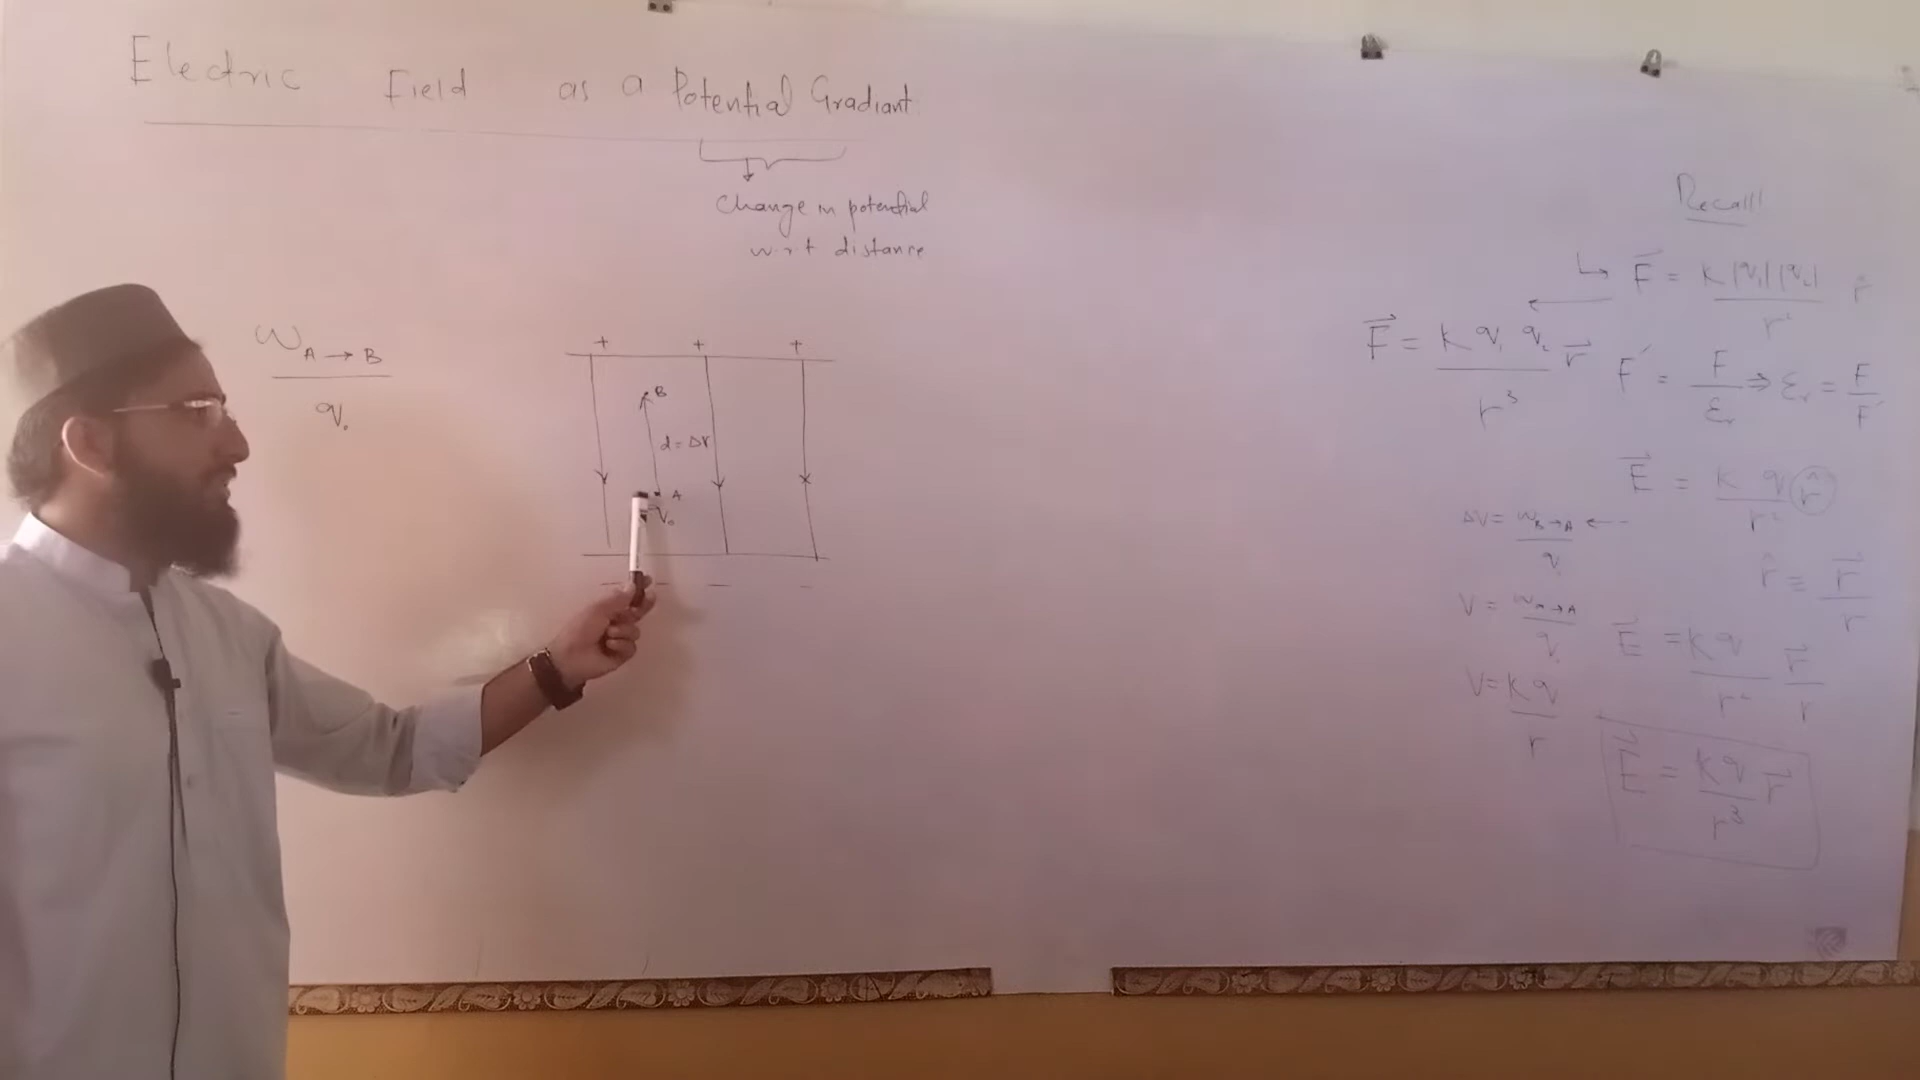 Electric Field as a Potential Gradiant
Change in potential
w.r.t distance
W A → B
q₀
+ + +
B
d = Δr
A
q₀
− − −
Recall
F⃗ = k |q₁| |q₂| / r² r̂
F⃗ = k q₁ q₂ / r³ r⃗
F′ = F / εᵣ ⇒ εᵣ = F / F′
E⃗ = k q / r² r̂
ΔV = W B→A / q
r̂ = r⃗ / r
V = W ∞→A / q
E⃗ = k q / r² r⃗ / r
V = k q / r
E⃗ = k q / r³ r⃗